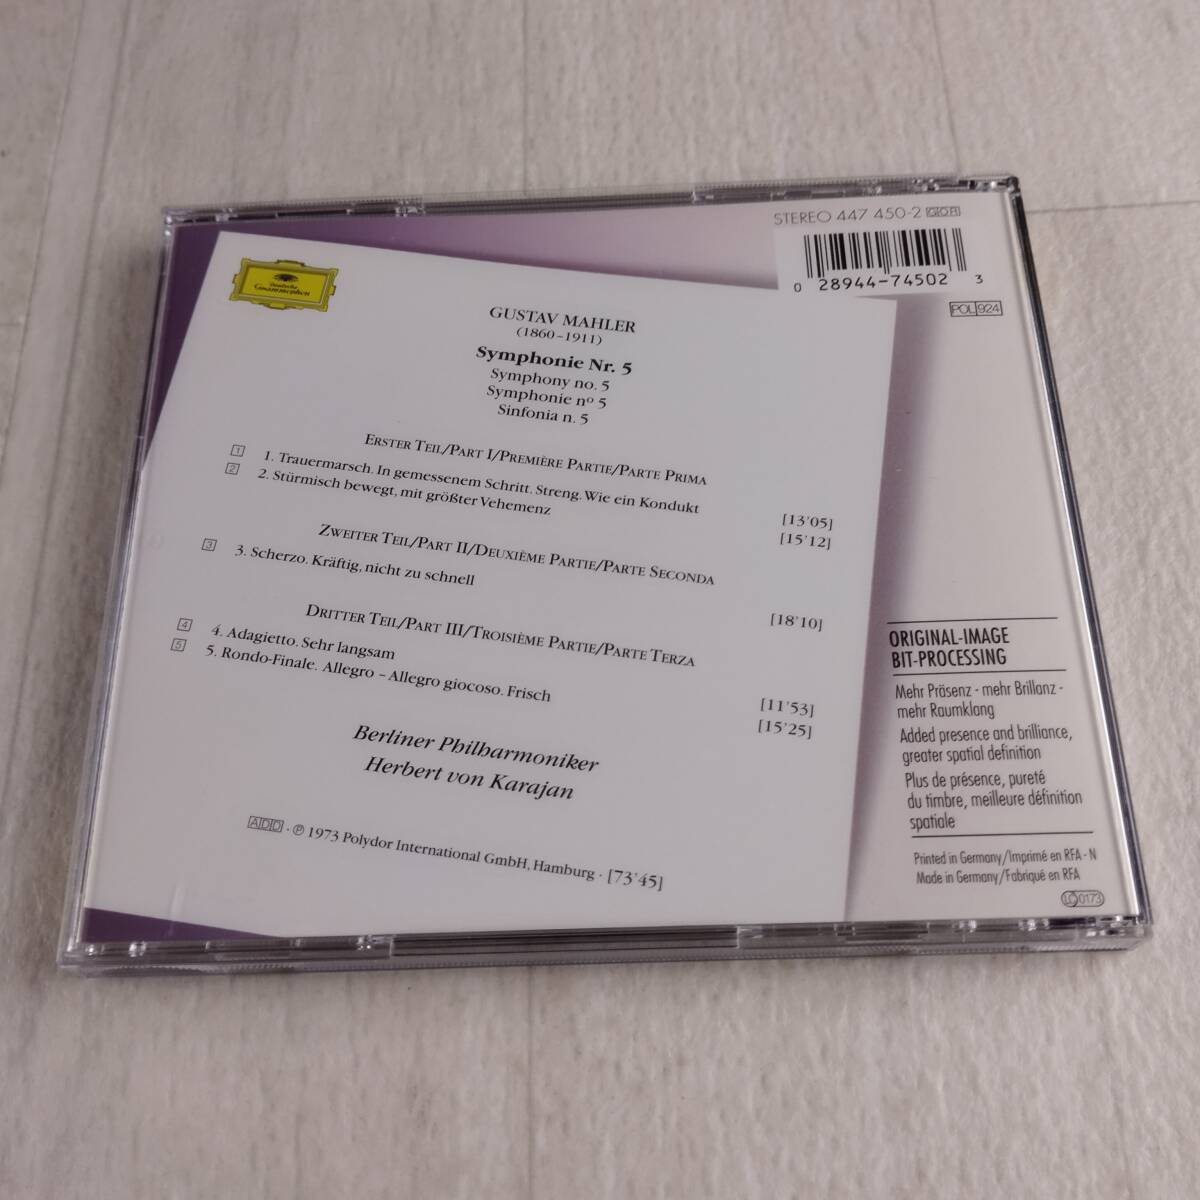 STEREO 447 450-2 GOR
0 28944-74502 3
POL 924
Deutsche
Grammophon
GUSTAV MAHLER
(1860–1911)
Symphonie Nr. 5
Symphony no. 5
Symphonie nº 5
Sinfonia n. 5
ERSTER TEIL/PART I/PREMIÈRE PARTIE/PARTE PRIMA
1 1. Trauermarsch. In gemessenem Schritt. Streng. Wie ein Kondukt [13'05]
2 2. Stürmisch bewegt, mit größter Vehemenz [15'12]
ZWEITER TEIL/PART II/DEUXIÈME PARTIE/PARTE SECONDA
3 3. Scherzo. Kräftig, nicht zu schnell [18'10]
DRITTER TEIL/PART III/TROISIÈME PARTIE/PARTE TERZA
4 4. Adagietto. Sehr langsam [11'53]
5 5. Rondo-Finale. Allegro – Allegro giocoso. Frisch [15'25]
Berliner Philharmoniker
Herbert von Karajan
ADD · ℗ 1973 Polydor International GmbH, Hamburg · [73'45]
ORIGINAL-IMAGE
BIT-PROCESSING
Mehr Präsenz - mehr Brillanz -
mehr Raumklang
Added presence and brilliance,
greater spatial definition
Plus de présence, pureté
du timbre, meilleure définition
spatiale
Printed in Germany/Imprimé en RFA - N
Made in Germany/Fabriqué en RFA
LC 0173